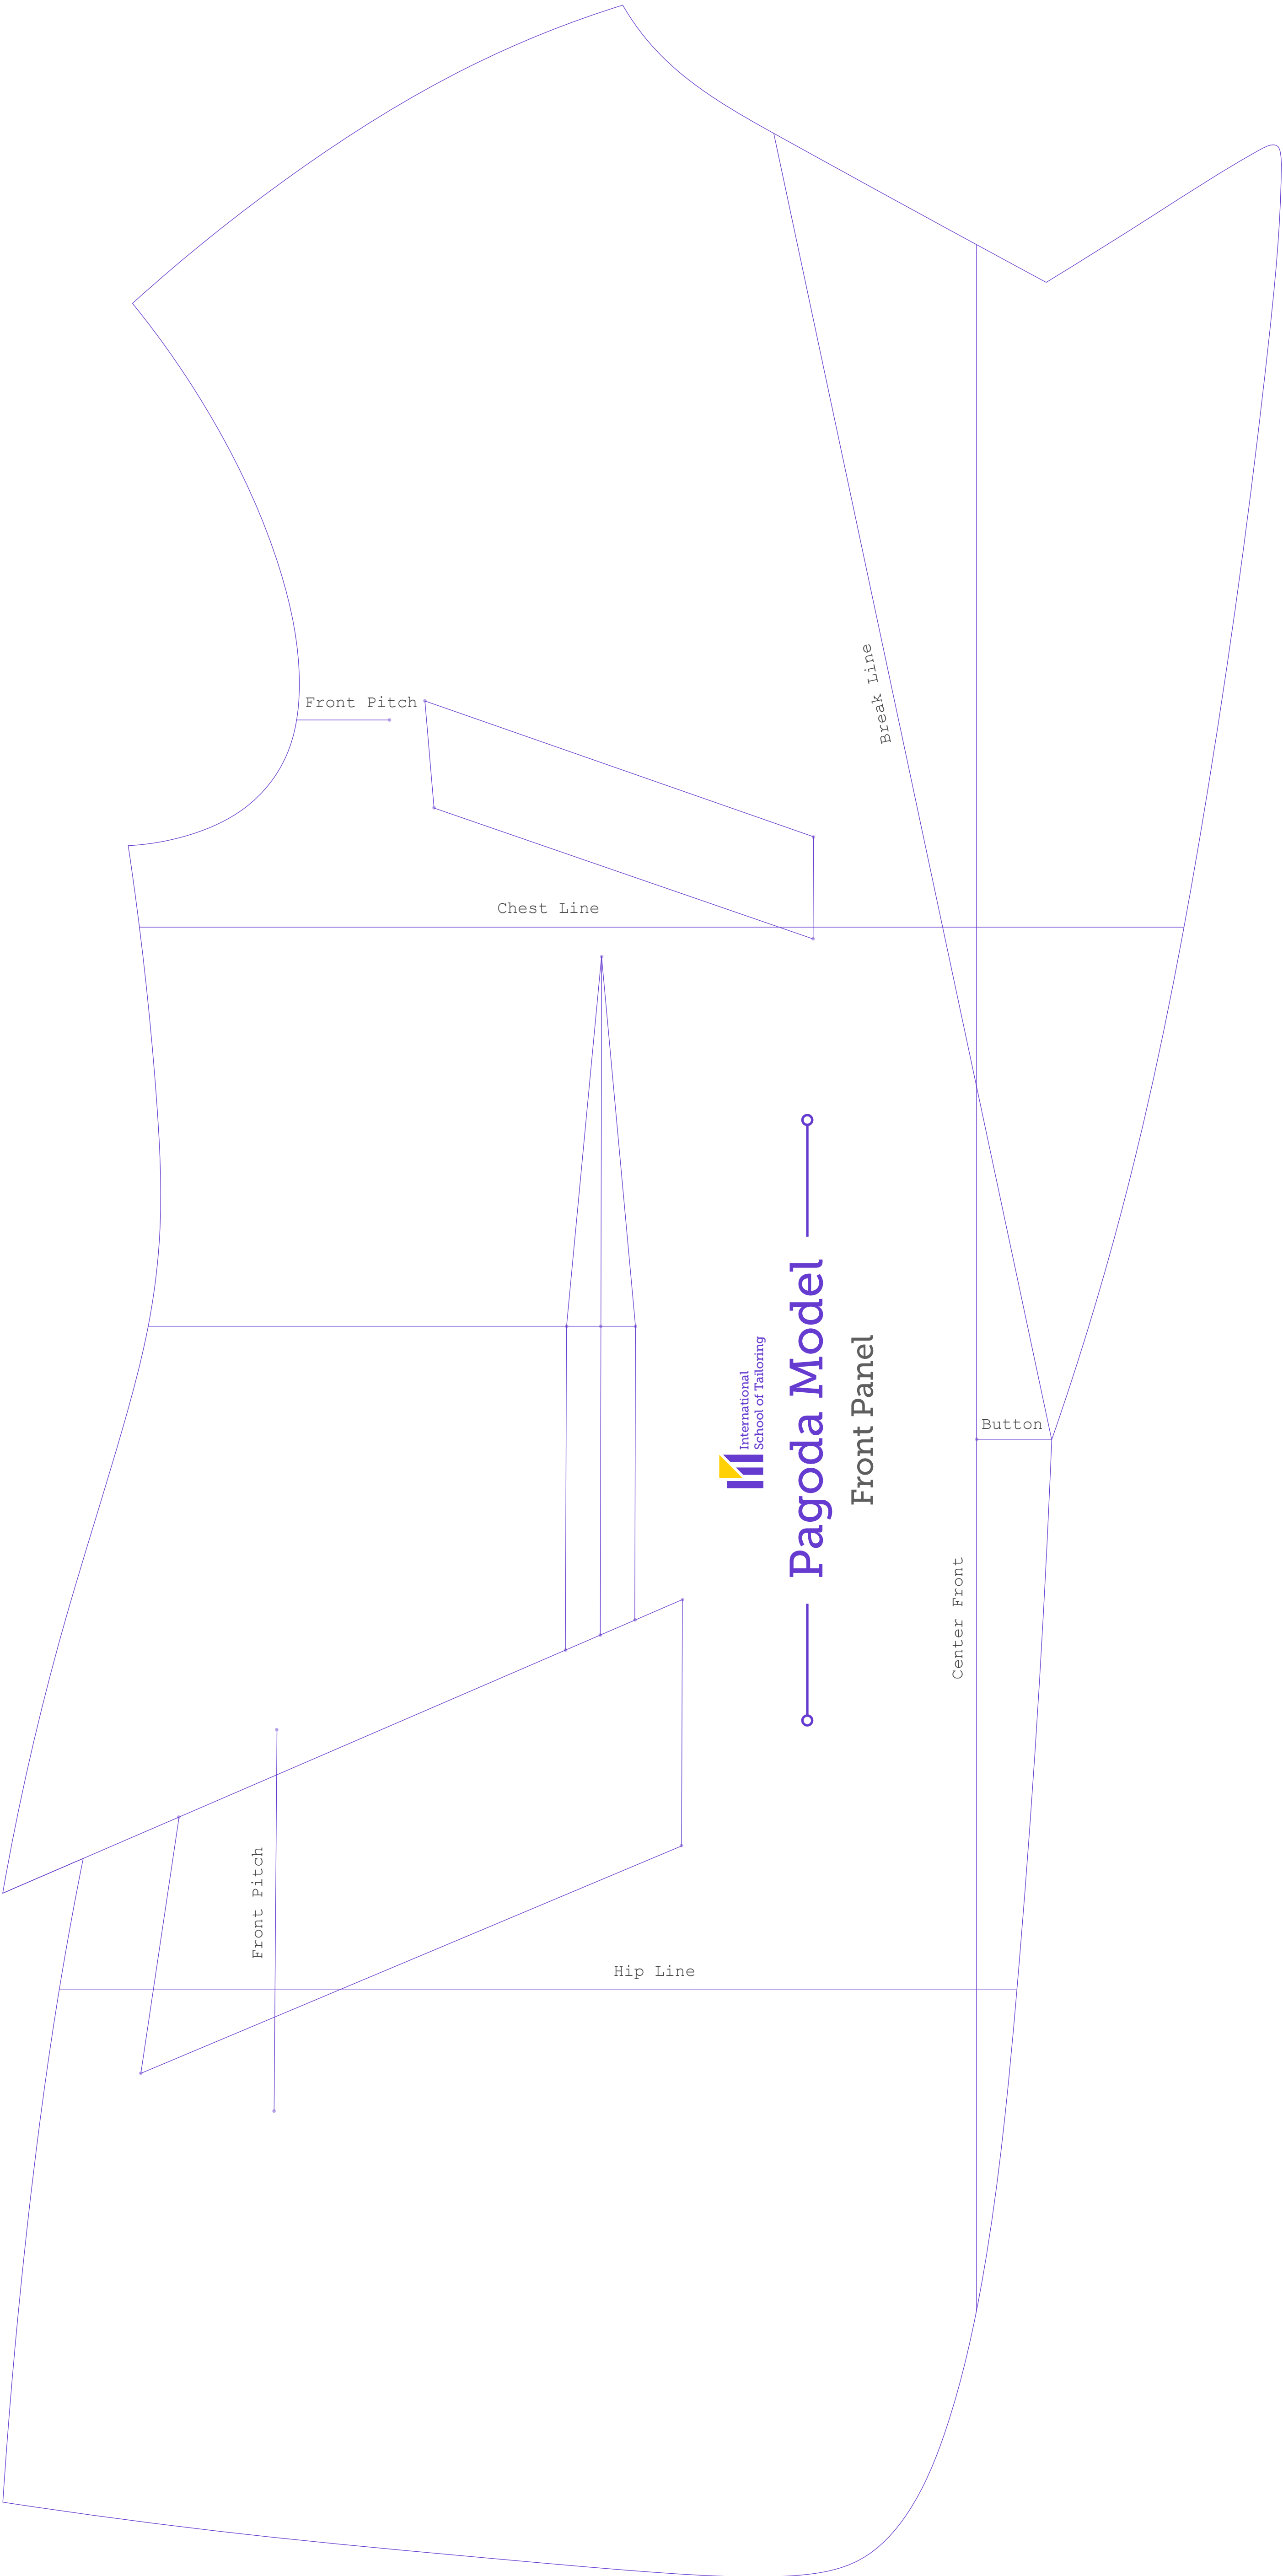 Front Pitch
Break Line
Chest Line
International
School of Tailoring
Pagoda Model
Front Panel
Button
Center Front
Front Pitch
Hip Line